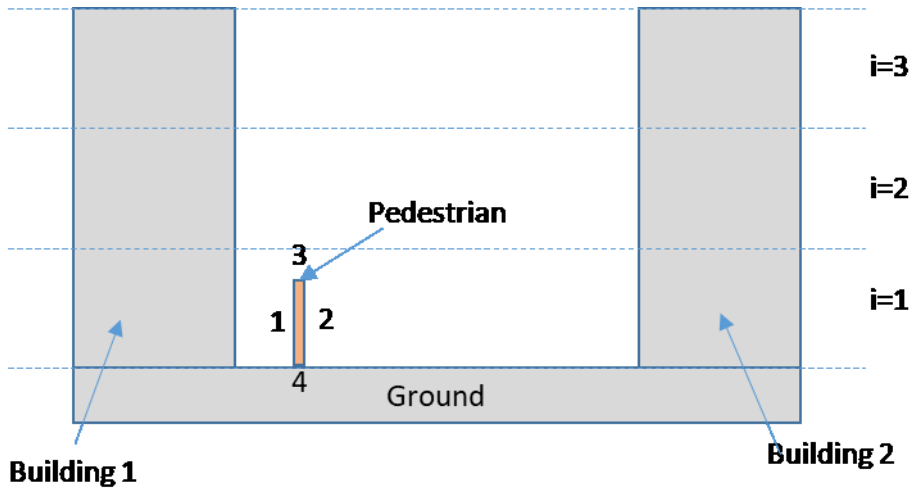 i=3
i=2
Pedestrian
3
i=1
1 2
4
Ground
Building 1
Building 2